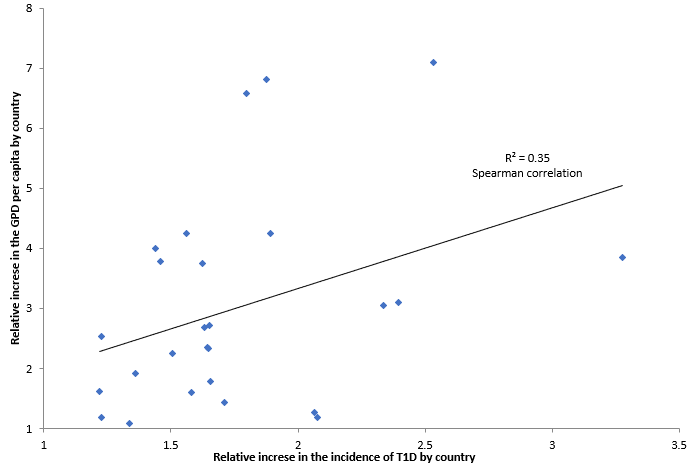 8
7
6
5
4
3
2
1
Relative increse in the GPD per capita by country
R² = 0.35
Spearman correlation
1 1.5 2 2.5 3 3.5
Relative increse in the incidence of T1D by country